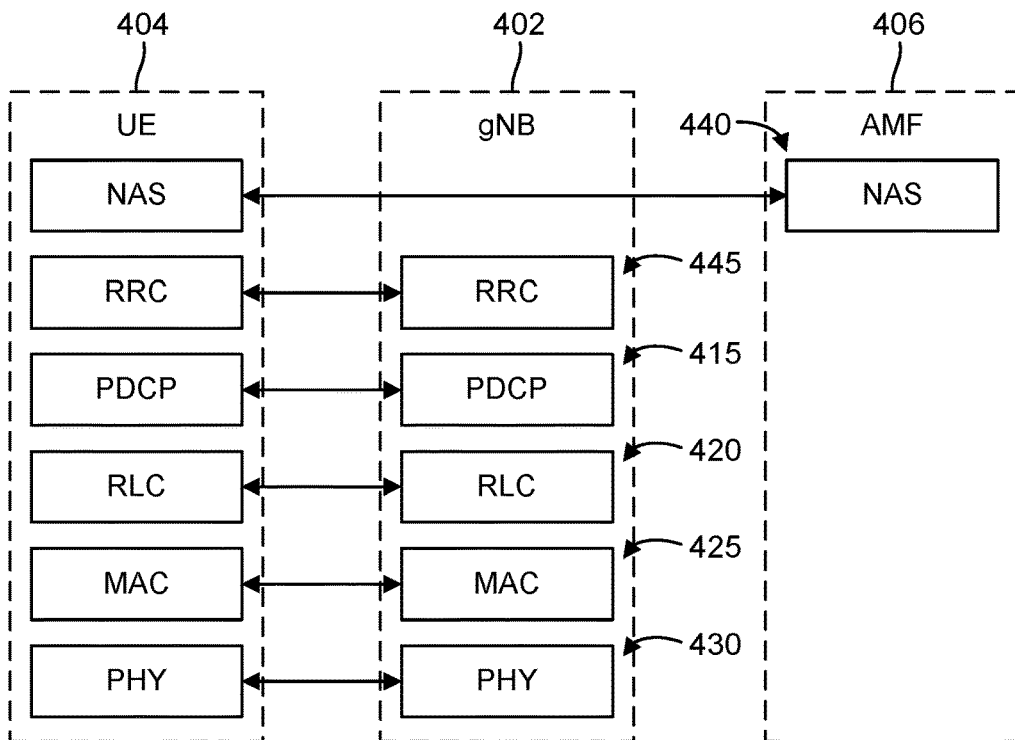 404 402 406
UE gNB AMF
440
NAS NAS
445
RRC RRC
415
PDCP PDCP
420
RLC RLC
425
MAC MAC
430
PHY PHY